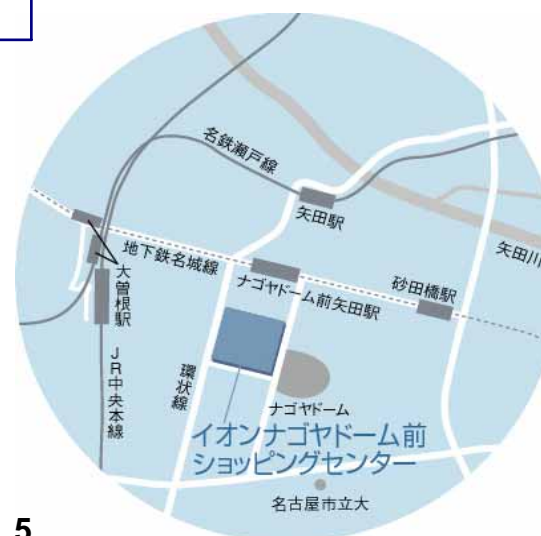 名鉄瀬戸線
矢田駅
矢田川
地下鉄名城線
ナゴヤドーム前矢田駅
砂田橋駅
大曽根駅
JR中央本線
環状線
ナゴヤドーム
イオンナゴヤドーム前
ショッピングセンター
名古屋市立大
5